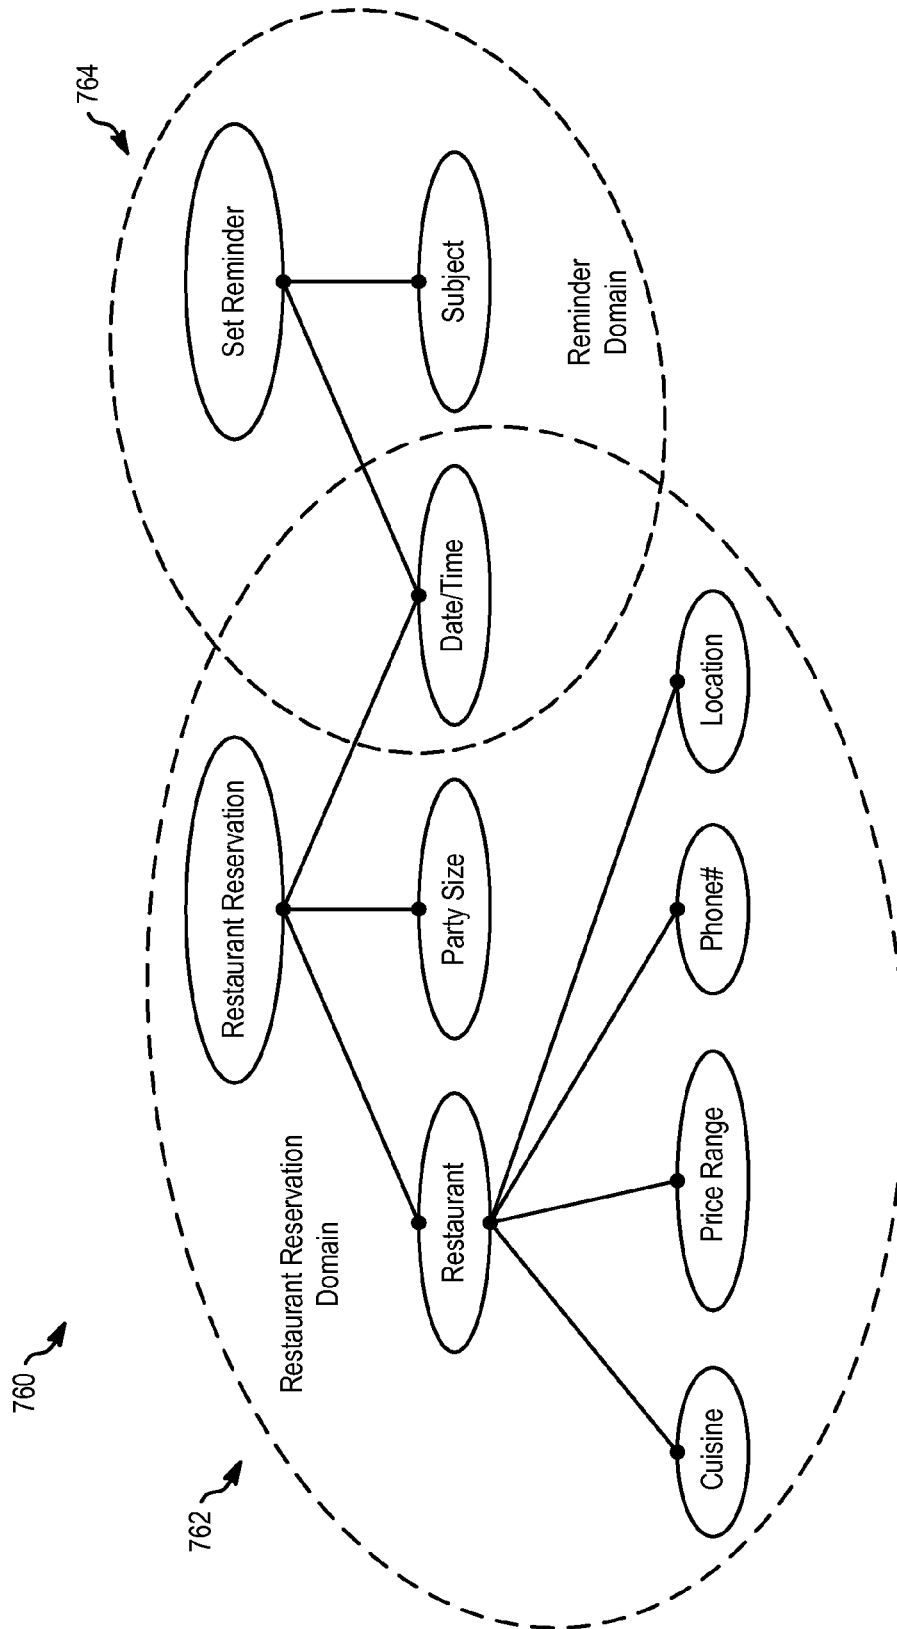 760
762
764
Restaurant Reservation
Domain
Restaurant Reservation
Set Reminder
Restaurant
Party Size
Date/Time
Subject
Cuisine
Price Range
Phone#
Location
Reminder
Domain